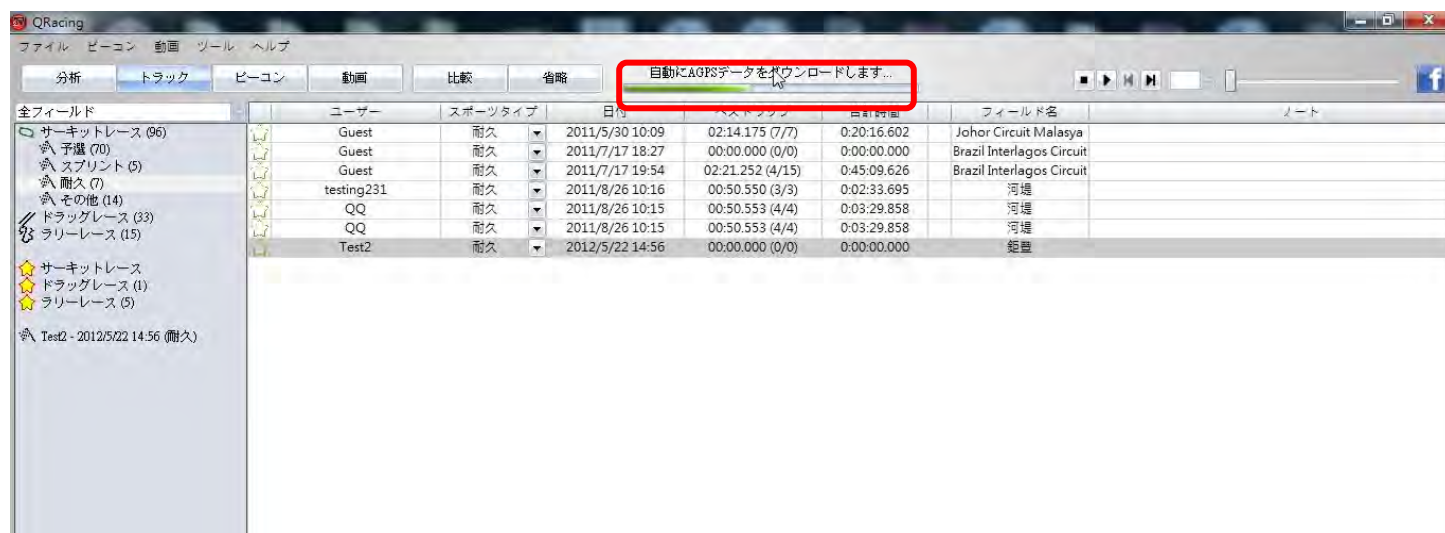 QRacing
ファイル ビーコン 動画 ツール ヘルプ
分析 トラック ビーコン 動画 比較 省略 自動にAGPSデータをダウンロードします...
全フィールド ユーザー スポーツタイプ 日付 ベストラップ 合計時間 フィールド名 ノート
サーキットレース (96) Guest 耐久 2011/5/30 10:09 02:14.175 (7/7) 0:20:16.602 Johor Circuit Malasya
予選 (70) Guest 耐久 2011/7/17 18:27 00:00.000 (0/0) 0:00:00.000 Brazil Interlagos Circuit
スプリント (5) Guest 耐久 2011/7/17 19:54 02:21.252 (4/15) 0:45:09.626 Brazil Interlagos Circuit
耐久 (7) testing231 耐久 2011/8/26 10:16 00:50.550 (3/3) 0:02:33.695 河堤
その他 (14) QQ 耐久 2011/8/26 10:15 00:50.553 (4/4) 0:03:29.858 河堤
ドラッグレース (33) QQ 耐久 2011/8/26 10:15 00:50.553 (4/4) 0:03:29.858 河堤
ラリーレース (15) Test2 耐久 2012/5/22 14:56 00:00.000 (0/0) 0:00:00.000 鉅豊
サーキットレース
ドラッグレース (1)
ラリーレース (5)
Test2 - 2012/5/22 14:56 (耐久)